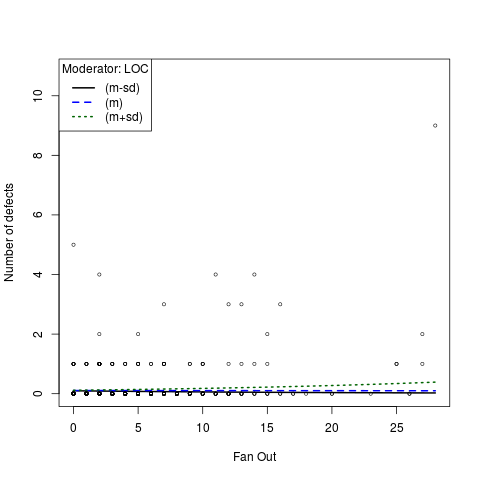 Moderator: LOC
(m-sd)
(m)
(m+sd)
Number of defects
10
8
6
4
2
0
0 5 10 15 20 25
Fan Out